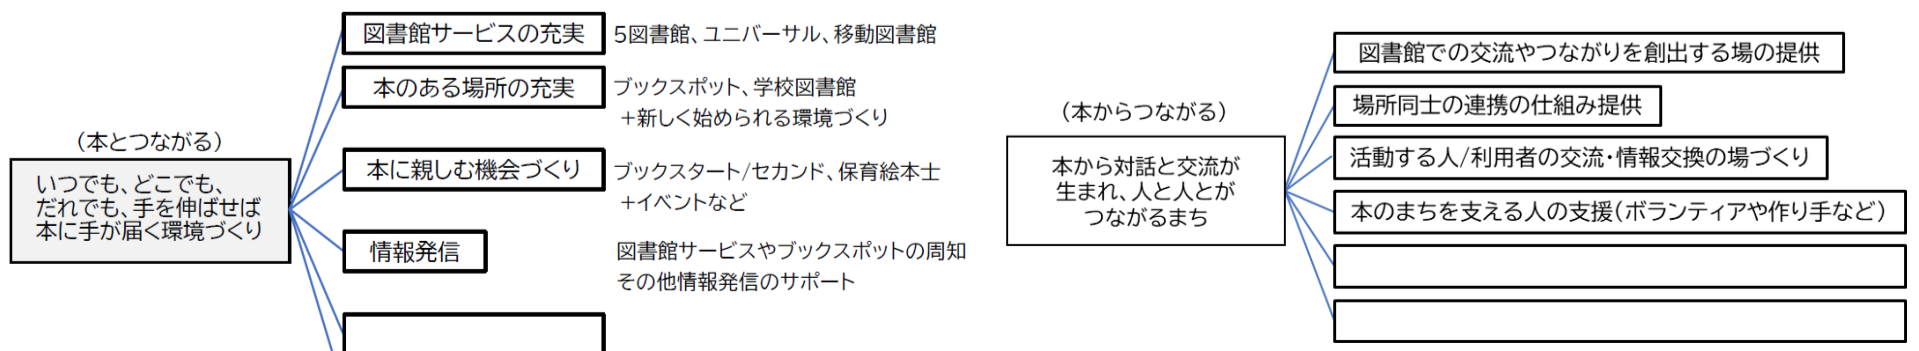 （本とつながる）
いつでも、どこでも、
だれでも、手を伸ばせば
本に手が届く環境づくり
図書館サービスの充実
5図書館、ユニバーサル、移動図書館
本のある場所の充実
ブックスポット、学校図書館
＋新しく始められる環境づくり
本に親しむ機会づくり
ブックスタート/セカンド、保育絵本士
＋イベントなど
情報発信
図書館サービスやブックスポットの周知
その他情報発信のサポート
（本からつながる）
本から対話と交流が
生まれ、人と人とが
つながるまち
図書館での交流やつながりを創出する場の提供
場所同士の連携の仕組み提供
活動する人/利用者の交流・情報交換の場づくり
本のまちを支える人の支援（ボランティアや作り手など）